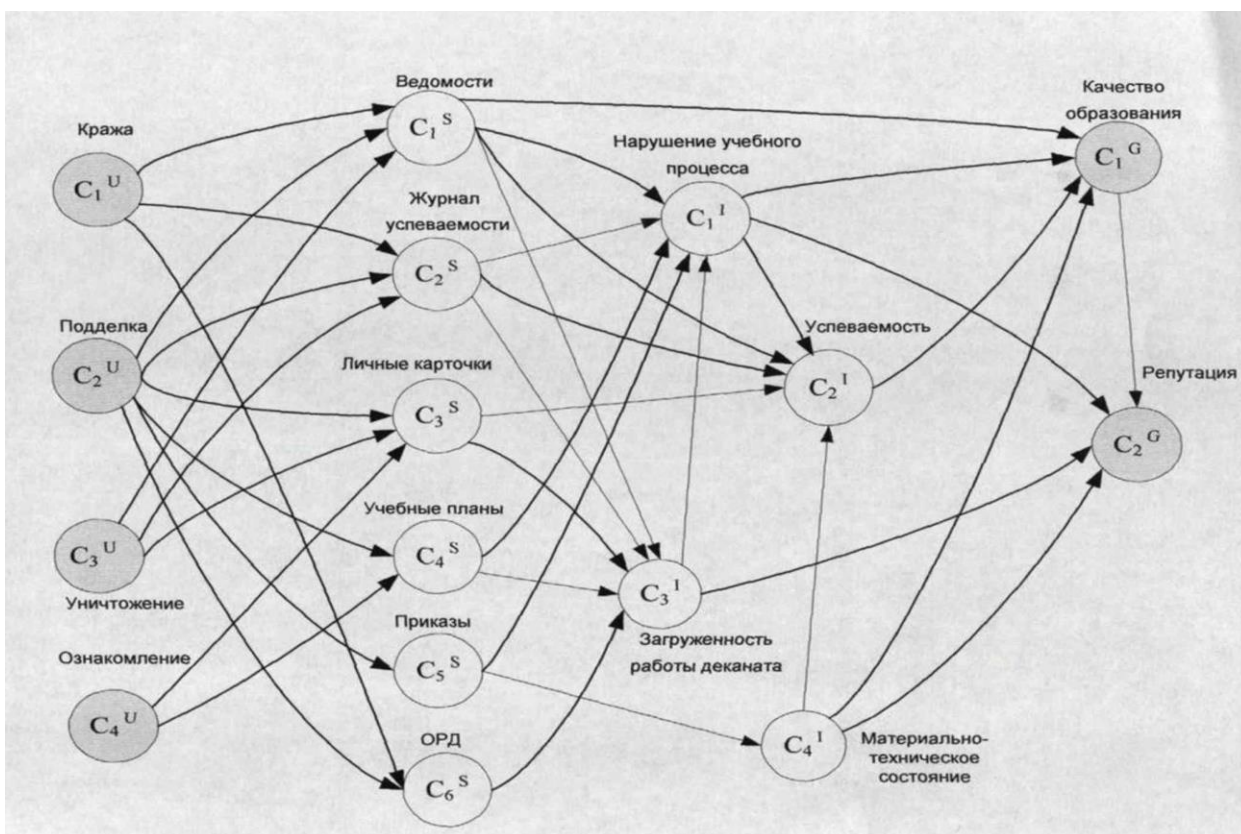 Кража
C₁ᵁ
Подделка
C₂ᵁ
C₃ᵁ
Уничтожение
Ознакомление
C₄ᵁ
Ведомости
C₁ˢ
Журнал
успеваемости
C₂ˢ
Личные карточки
C₃ˢ
Учебные планы
C₄ˢ
Приказы
C₅ˢ
ОРД
C₆ˢ
Нарушение учебного
процесса
C₁ᴵ
Успеваемость
C₂ᴵ
C₃ᴵ
Загруженность
работы деканата
C₄ᴵ
Материально-
техническое
состояние
Качество
образования
C₁ᴳ
Репутация
C₂ᴳ